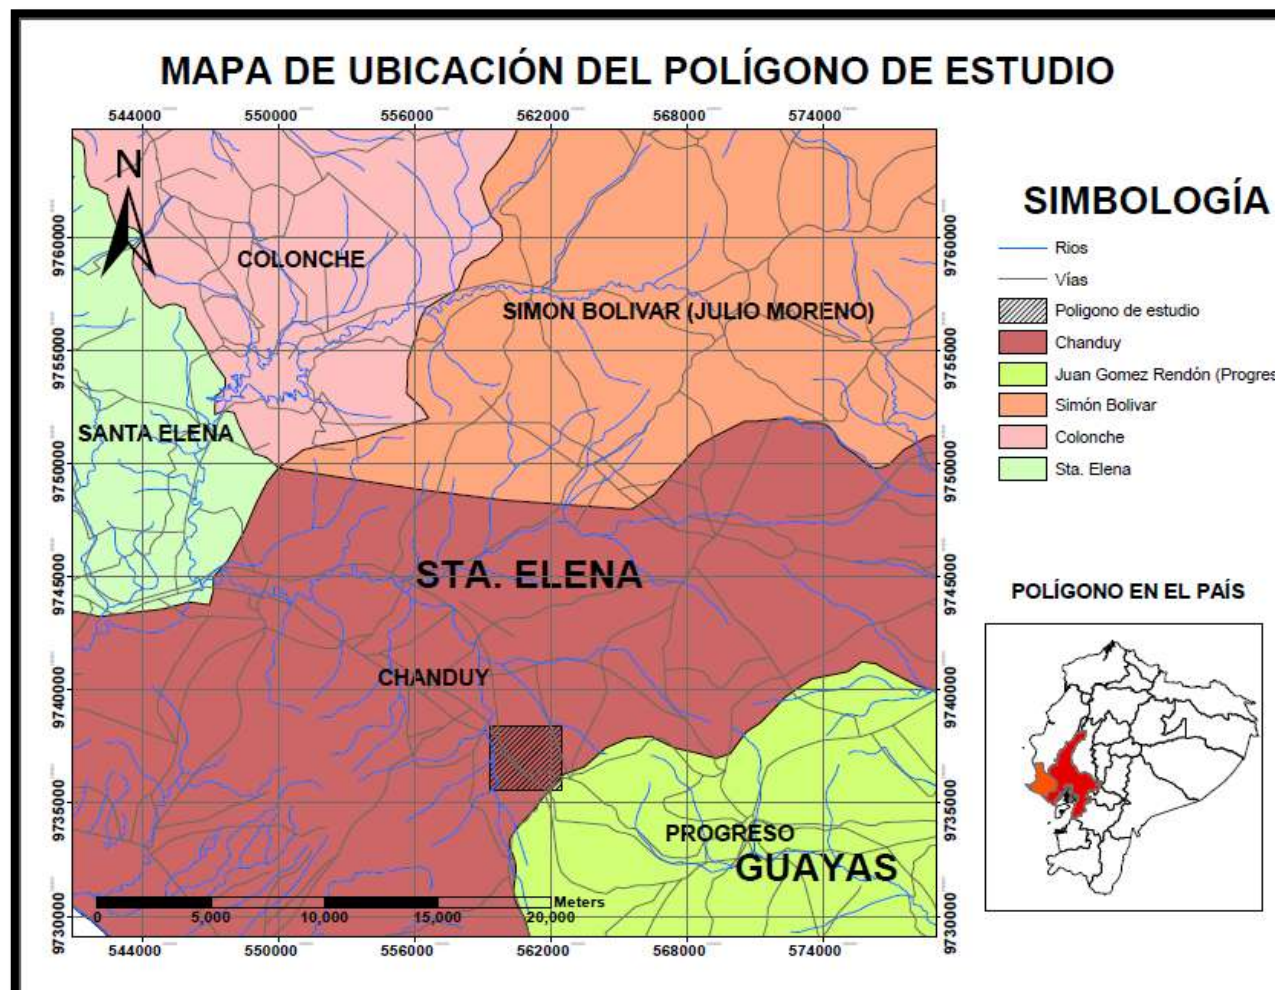 MAPA DE UBICACIÓN DEL POLÍGONO DE ESTUDIO
544000 550000 556000 562000 568000 574000
N
9760000 9760000
COLONCHE
SIMON BOLIVAR (JULIO MORENO)
9755000 9755000
SANTA ELENA
9750000 9750000
STA. ELENA
9745000 9745000
CHANDUY
9740000 9740000
9735000 9735000
PROGRESO
GUAYAS
Meters
0 5,000 10,000 15,000 20,000
9730000 9730000
544000 550000 556000 562000 568000 574000
SIMBOLOGÍA
Rios
Vías
Poligono de estudio
Chanduy
Juan Gomez Rendón (Progres
Simón Bolivar
Colonche
Sta. Elena
POLÍGONO EN EL PAÍS